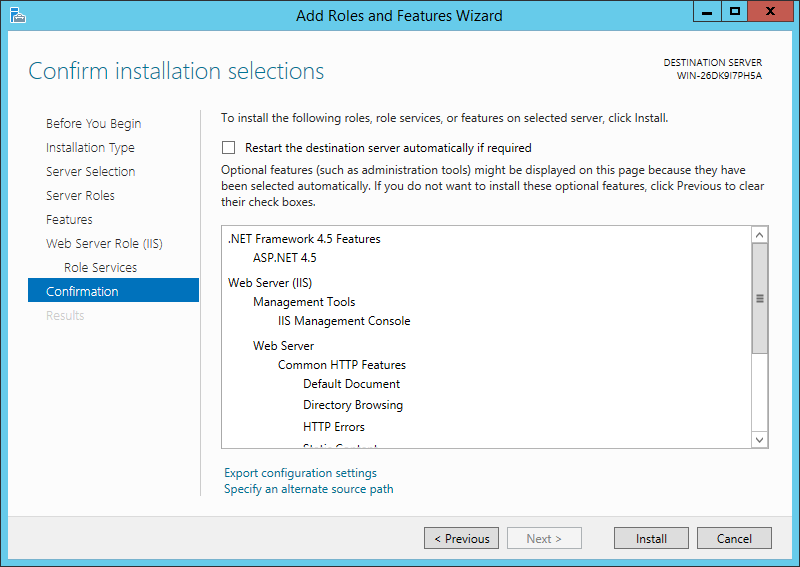 Add Roles and Features Wizard
Confirm installation selections
DESTINATION SERVER
WIN-26DK9I7PH5A
Before You Begin
Installation Type
Server Selection
Server Roles
Features
Web Server Role (IIS)
Role Services
Confirmation
Results
To install the following roles, role services, or features on selected server, click Install.
Restart the destination server automatically if required
Optional features (such as administration tools) might be displayed on this page because they have
been selected automatically. If you do not want to install these optional features, click Previous to clear
their check boxes.
.NET Framework 4.5 Features
ASP.NET 4.5
Web Server (IIS)
Management Tools
IIS Management Console
Web Server
Common HTTP Features
Default Document
Directory Browsing
HTTP Errors
Static Content
Export configuration settings
Specify an alternate source path
< Previous
Next >
Install
Cancel